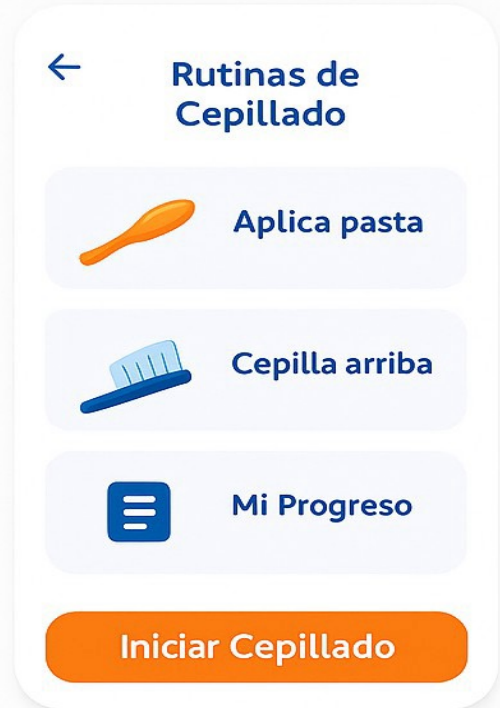 Rutinas de
Cepillado
Aplica pasta
Cepilla arriba
Mi Progreso
Iniciar Cepillado